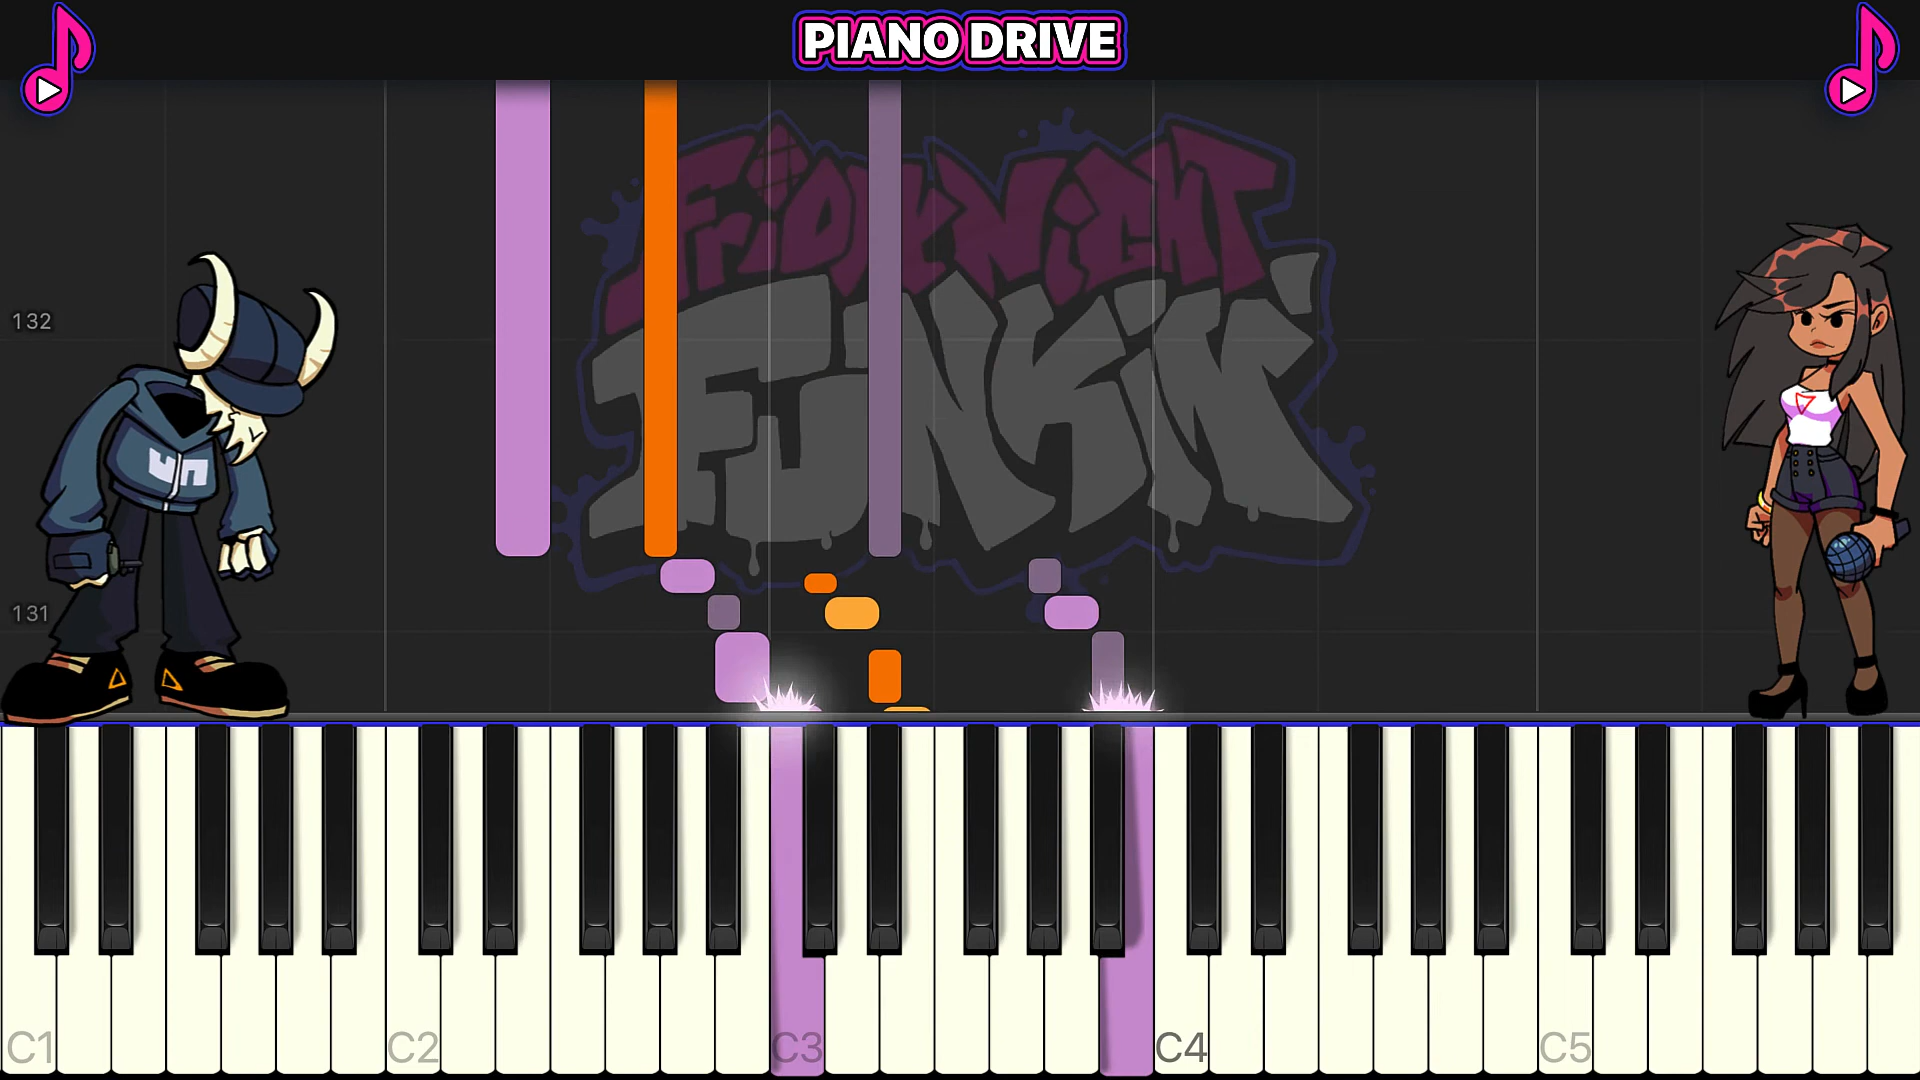 PIANO DRIVE
FRIDAY NIGHT
FUNKIN'
132
131
C1 C2 C3 C4 C5